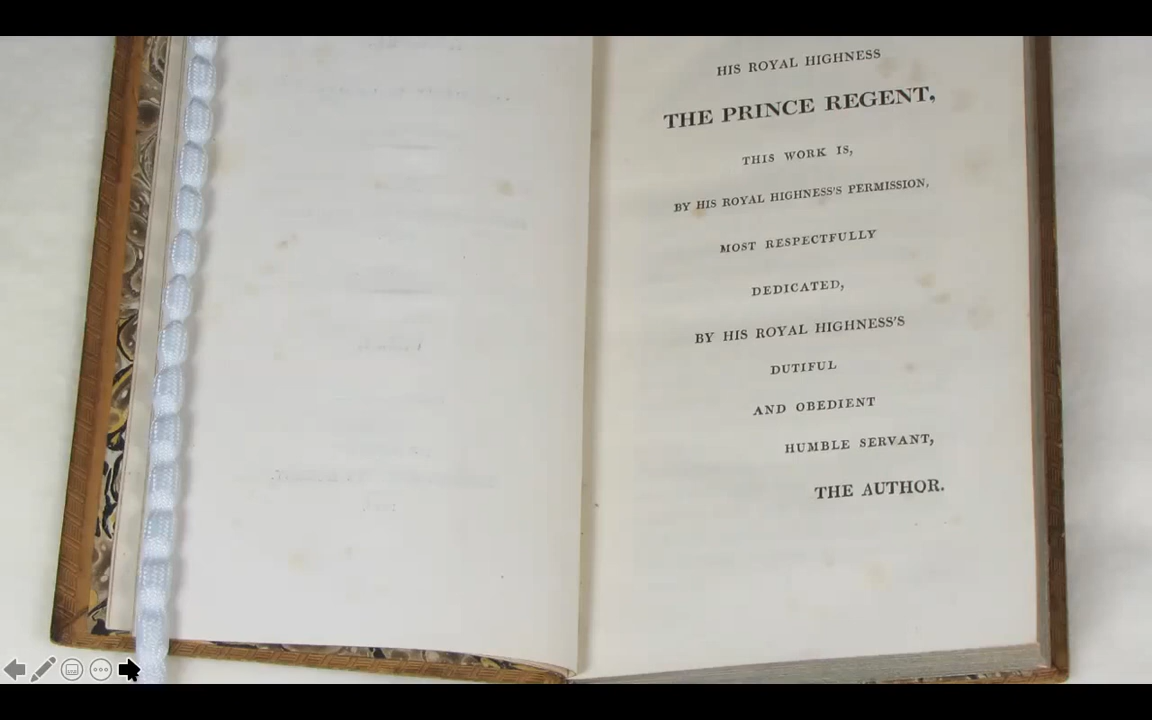 HIS ROYAL HIGHNESS
THE PRINCE REGENT,
THIS WORK IS,
BY HIS ROYAL HIGHNESS'S PERMISSION,
MOST RESPECTFULLY
DEDICATED,
BY HIS ROYAL HIGHNESS'S
DUTIFUL
AND OBEDIENT
HUMBLE SERVANT,
THE AUTHOR.